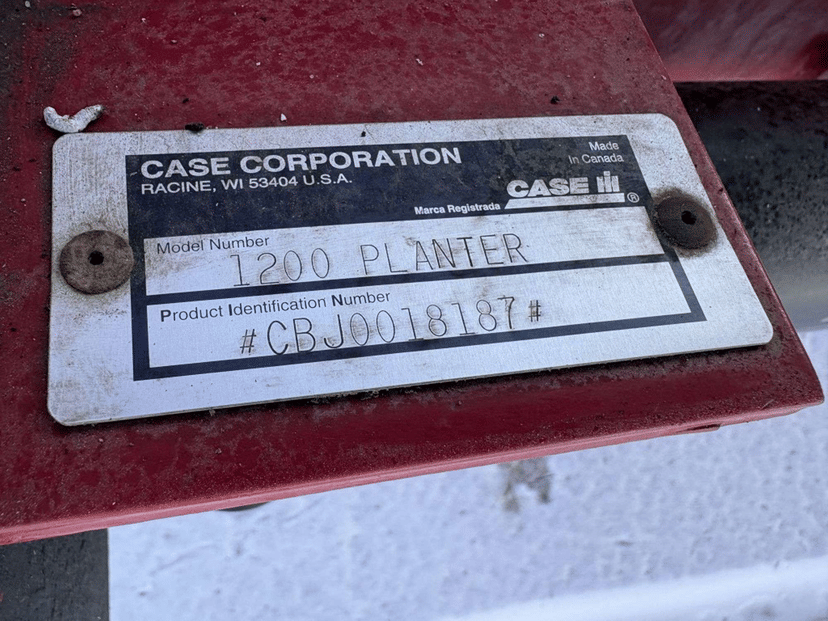 CASE CORPORATION
RACINE, WI 53404 U.S.A.
Made
In Canada
CASE IH ®
Marca Registrada
Model Number
1200 PLANTER
Product Identification Number
#CBJ0018187#